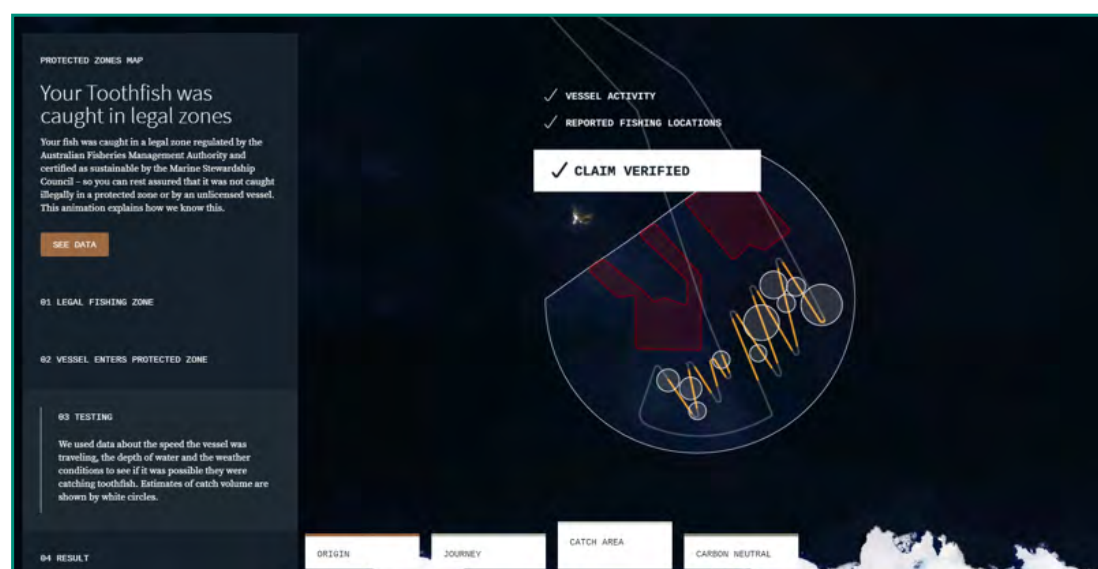 PROTECTED ZONES MAP
Your Toothfish was
caught in legal zones
Your fish was caught in a legal zone regulated by the
Australian Fisheries Management Authority and
certified as sustainable by the Marine Stewardship
Council – so you can rest assured that it was not caught
illegally in a protected zone or by an unlicensed vessel.
This animation explains how we know this.
SEE DATA
01 LEGAL FISHING ZONE
02 VESSEL ENTERS PROTECTED ZONE
03 TESTING
We used data about the speed the vessel was
traveling, the depth of water and the weather
conditions to see if it was possible they were
catching toothfish. Estimates of catch volume are
shown by white circles.
04 RESULT
VESSEL ACTIVITY
REPORTED FISHING LOCATIONS
CLAIM VERIFIED
ORIGIN
JOURNEY
CATCH AREA
CARBON NEUTRAL